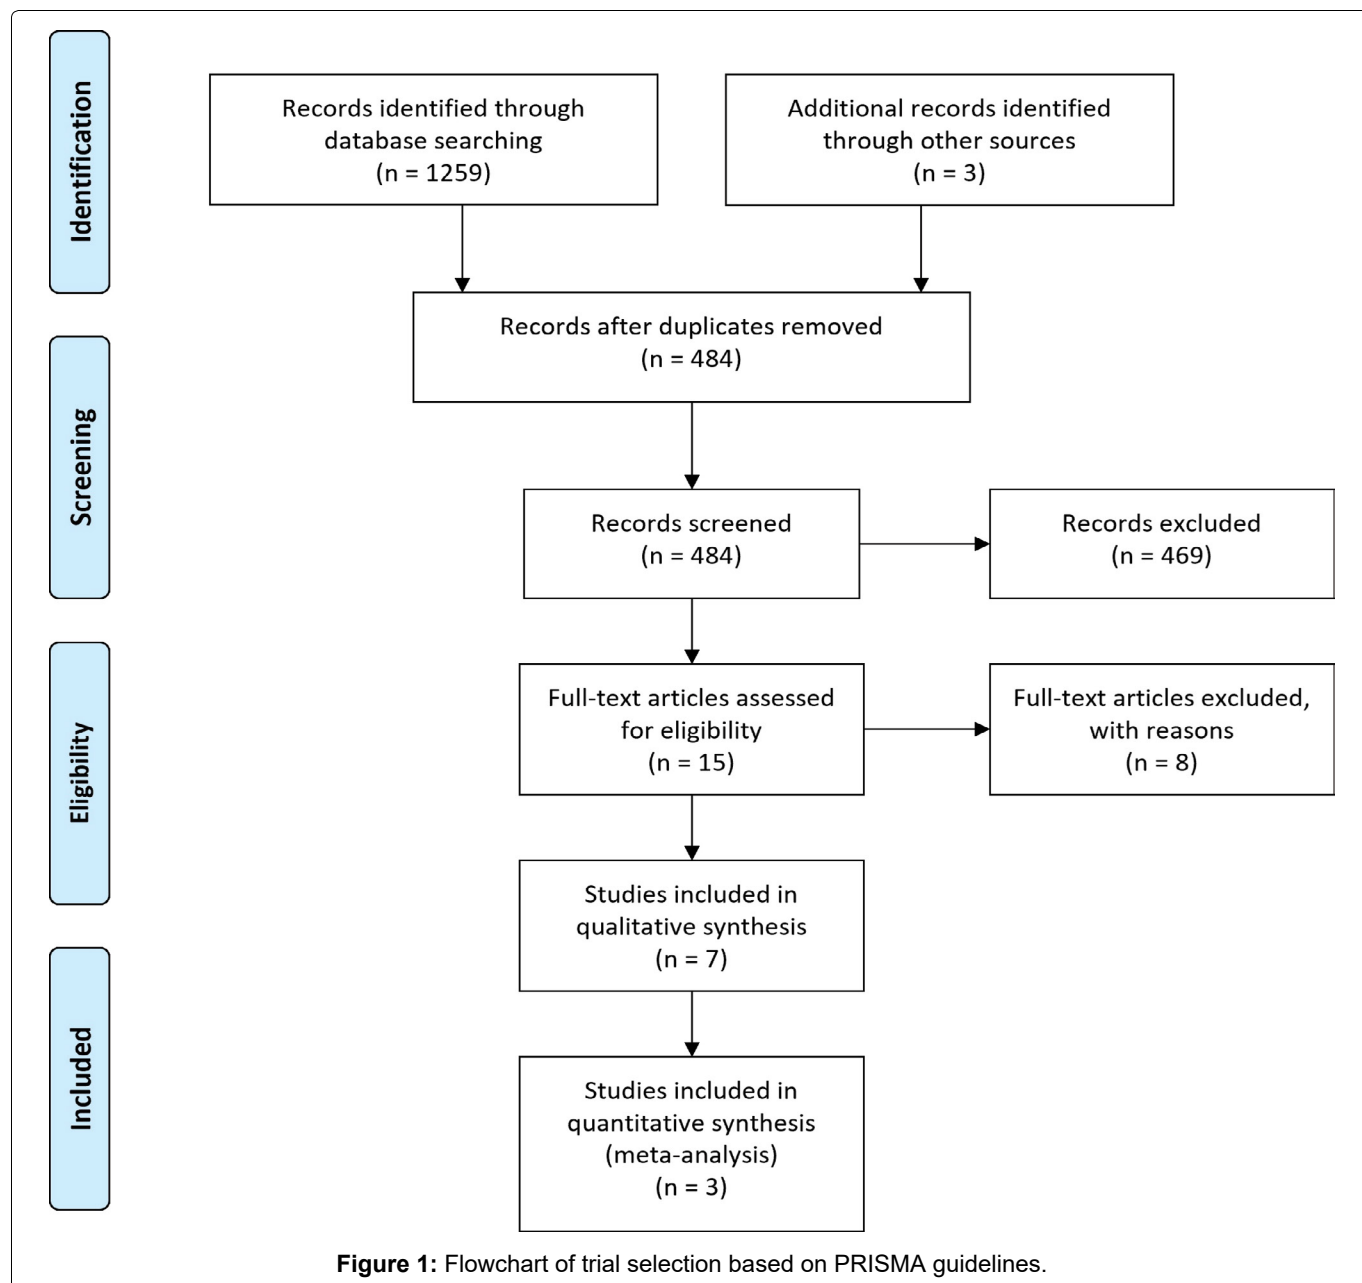 Identification
Records identified through
database searching
(n = 1259)
Additional records identified
through other sources
(n = 3)
Records after duplicates removed
(n = 484)
Screening
Records screened
(n = 484)
Records excluded
(n = 469)
Eligibility
Full-text articles assessed
for eligibility
(n = 15)
Full-text articles excluded,
with reasons
(n = 8)
Studies included in
qualitative synthesis
(n = 7)
Included
Studies included in
quantitative synthesis
(meta-analysis)
(n = 3)
Figure 1: Flowchart of trial selection based on PRISMA guidelines.